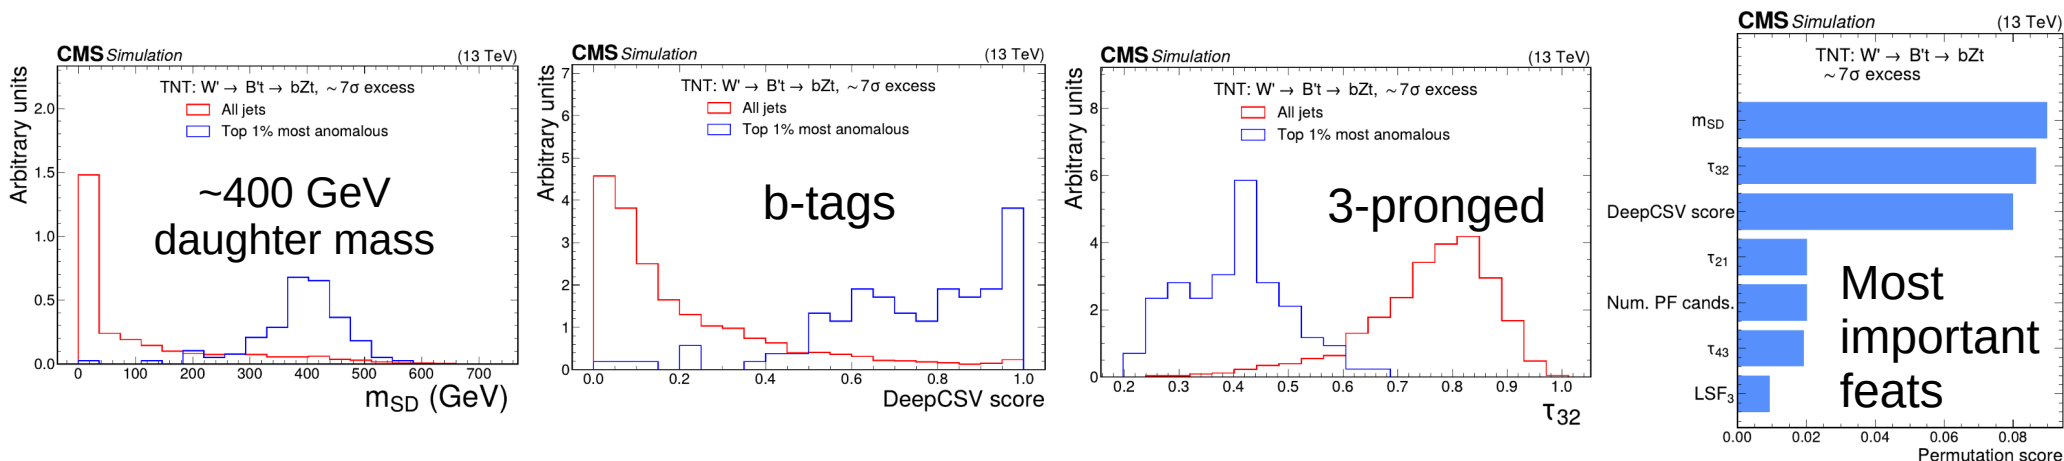 CMS Simulation (13 TeV)
Arbitrary units
TNT: W' → B't → bZt, ~7σ excess
All jets
Top 1% most anomalous
~400 GeV
daughter mass
2.0
1.5
1.0
0.5
0.0
0 100 200 300 400 500 600 700
mSD (GeV)
CMS Simulation (13 TeV)
Arbitrary units
TNT: W' → B't → bZt, ~7σ excess
All jets
Top 1% most anomalous
b-tags
7
6
5
4
3
2
1
0
0.0 0.2 0.4 0.6 0.8 1.0
DeepCSV score
CMS Simulation (13 TeV)
Arbitrary units
TNT: W' → B't → bZt, ~7σ excess
All jets
Top 1% most anomalous
3-pronged
8
6
4
2
0
0.2 0.3 0.4 0.5 0.6 0.7 0.8 0.9 1.0
τ32
CMS Simulation (13 TeV)
TNT: W' → B't → bZt
~7σ excess
mSD
τ32
DeepCSV score
τ21
Num. PF cands.
τ43
LSF3
Most
important
feats
0.00 0.02 0.04 0.06 0.08
Permutation score